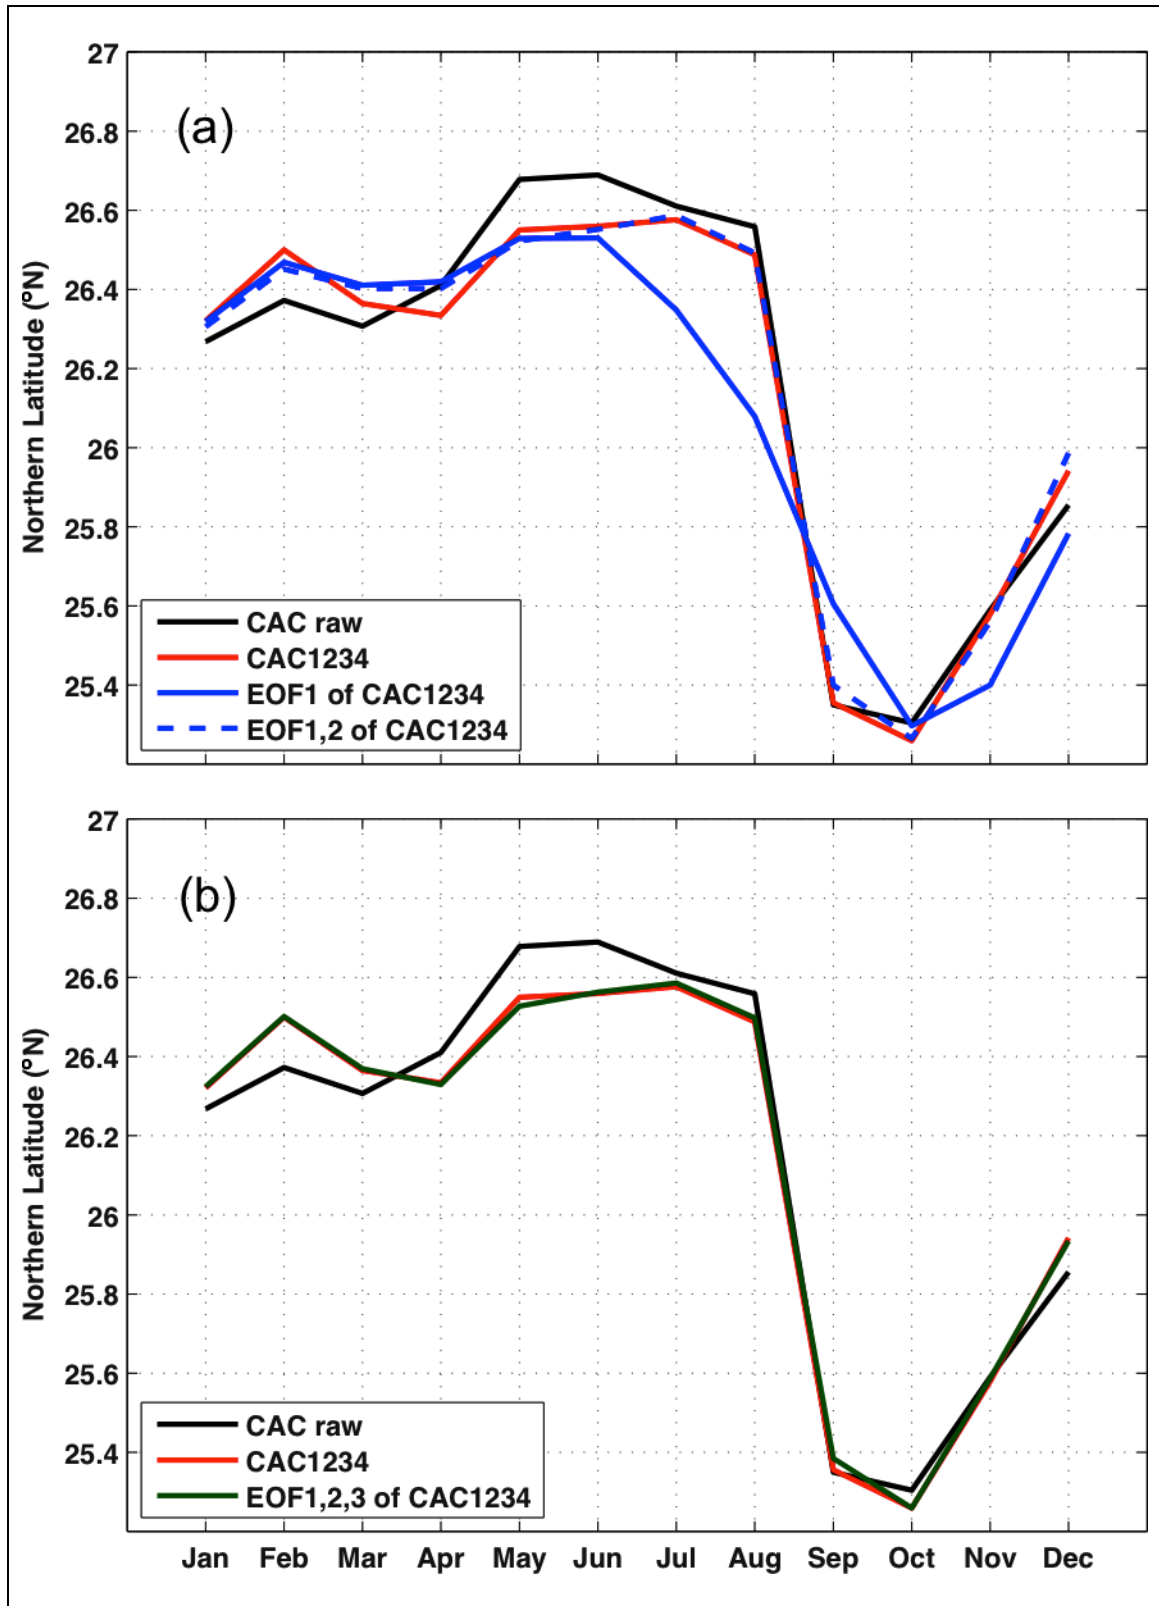 (a)
27
26.8
26.6
26.4
26.2
26
25.8
25.6
25.4
Northern Latitude (°N)
CAC raw
CAC1234
EOF1 of CAC1234
EOF1,2 of CAC1234
(b)
27
26.8
26.6
26.4
26.2
26
25.8
25.6
25.4
Northern Latitude (°N)
CAC raw
CAC1234
EOF1,2,3 of CAC1234
Jan Feb Mar Apr May Jun Jul Aug Sep Oct Nov Dec